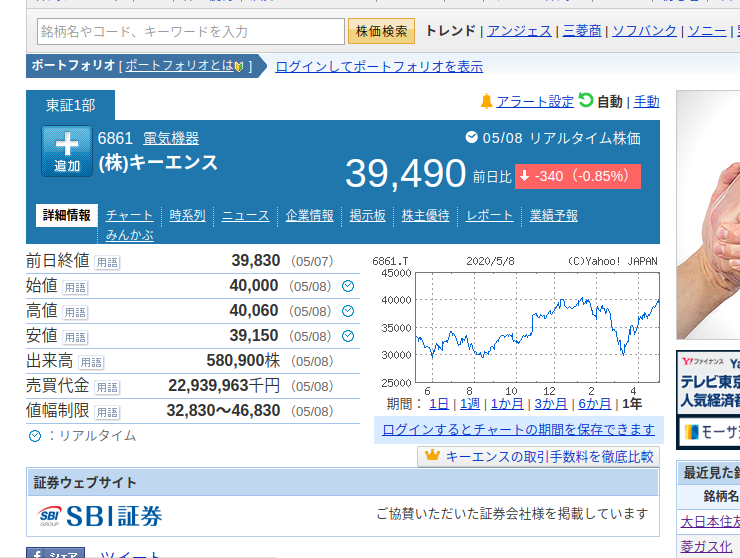 銘柄名やコード、キーワードを入力 株価検索 トレンド | アンジェス | 三菱商 | ソフバンク | ソニー |
ポートフォリオ [ ポートフォリオとは ] ログインしてポートフォリオを表示
東証1部 アラート設定 自動 | 手動
追加 6861 電気機器 05/08 リアルタイム株価
(株)キーエンス 39,490 前日比 -340（-0.85%）
詳細情報 チャート 時系列 ニュース 企業情報 掲示板 株主優待 レポート 業績予報
みんかぶ
前日終値 用語 39,830 （05/07）
始値 用語 40,000 （05/08）
高値 用語 40,060 （05/08）
安値 用語 39,150 （05/08）
出来高 用語 580,900株 （05/08）
売買代金 用語 22,939,963千円 （05/08）
値幅制限 用語 32,830～46,830 （05/08）
：リアルタイム
6861.T 2020/5/8 (C)Yahoo! JAPAN
45000
40000
35000
30000
25000
6 8 10 12 2 4
期間： 1日 | 1週 | 1か月 | 3か月 | 6か月 | 1年
ログインするとチャートの期間を保存できます
キーエンスの取引手数料を徹底比較
証券ウェブサイト
SBI GROUP SBI証券 ご協賛いただいた証券会社様を掲載しています
シェア ツイート
Y!ファイナンス Ya
テレビ東京
人気経済番
モーサ
最近見た銘
銘柄名
大日本住友
菱ガス化